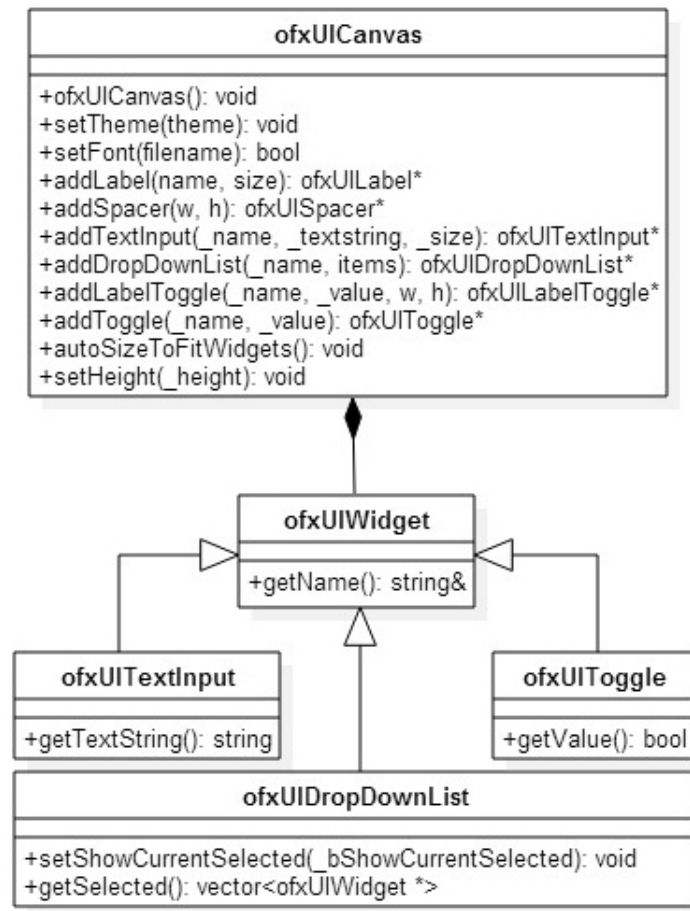 ofxUICanvas
+ofxUICanvas(): void
+setTheme(theme): void
+setFont(filename): bool
+addLabel(name, size): ofxUILabel*
+addSpacer(w, h): ofxUISpacer*
+addTextInput(_name, _textstring, _size): ofxUITextInput*
+addDropDownList(_name, items): ofxUIDropDownList*
+addLabelToggle(_name, _value, w, h): ofxUILabelToggle*
+addToggle(_name, _value): ofxUIToggle*
+autoSizeToFitWidgets(): void
+setHeight(_height): void
ofxUIWidget
+getName(): string&
ofxUITextInput
+getTextString(): string
ofxUIToggle
+getValue(): bool
ofxUIDropDownList
+setShowCurrentSelected(_bShowCurrentSelected): void
+getSelected(): vector<ofxUIWidget *>